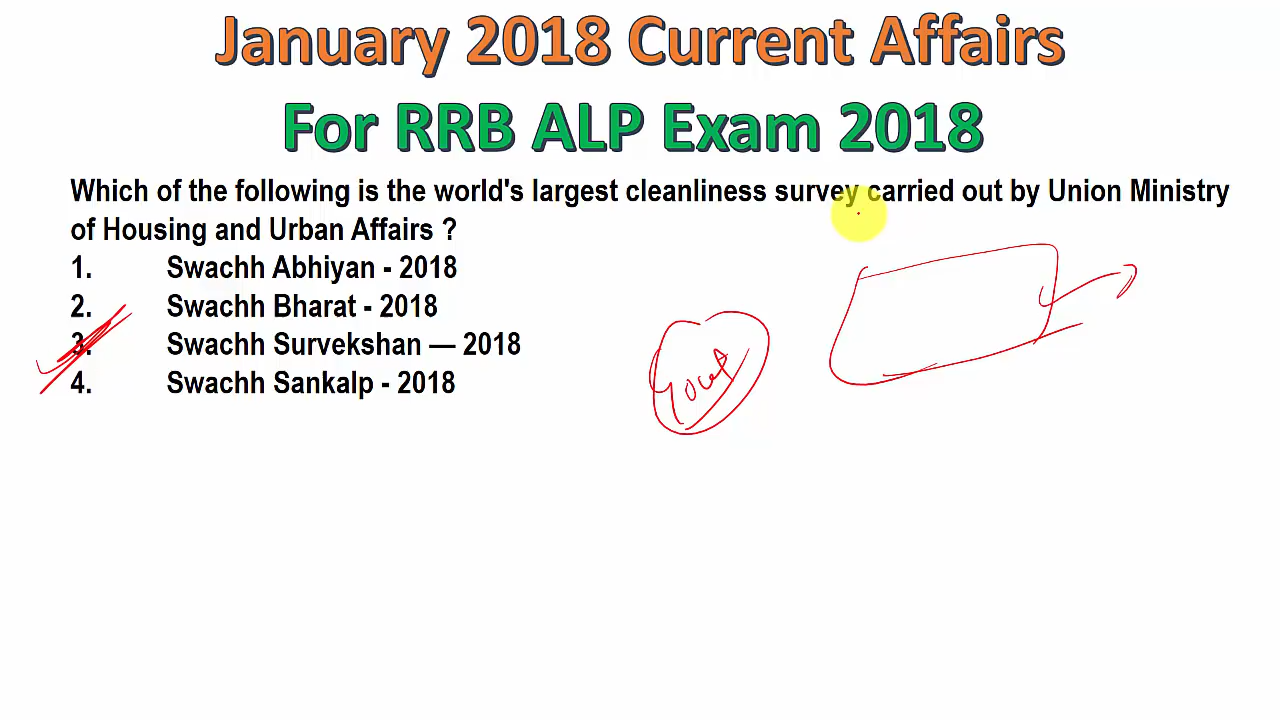 January 2018 Current Affairs
For RRB ALP Exam 2018
Which of the following is the world's largest cleanliness survey carried out by Union Ministry
of Housing and Urban Affairs ?
1. Swachh Abhiyan - 2018
2. Swachh Bharat - 2018
3. Swachh Survekshan — 2018
4. Swachh Sankalp - 2018